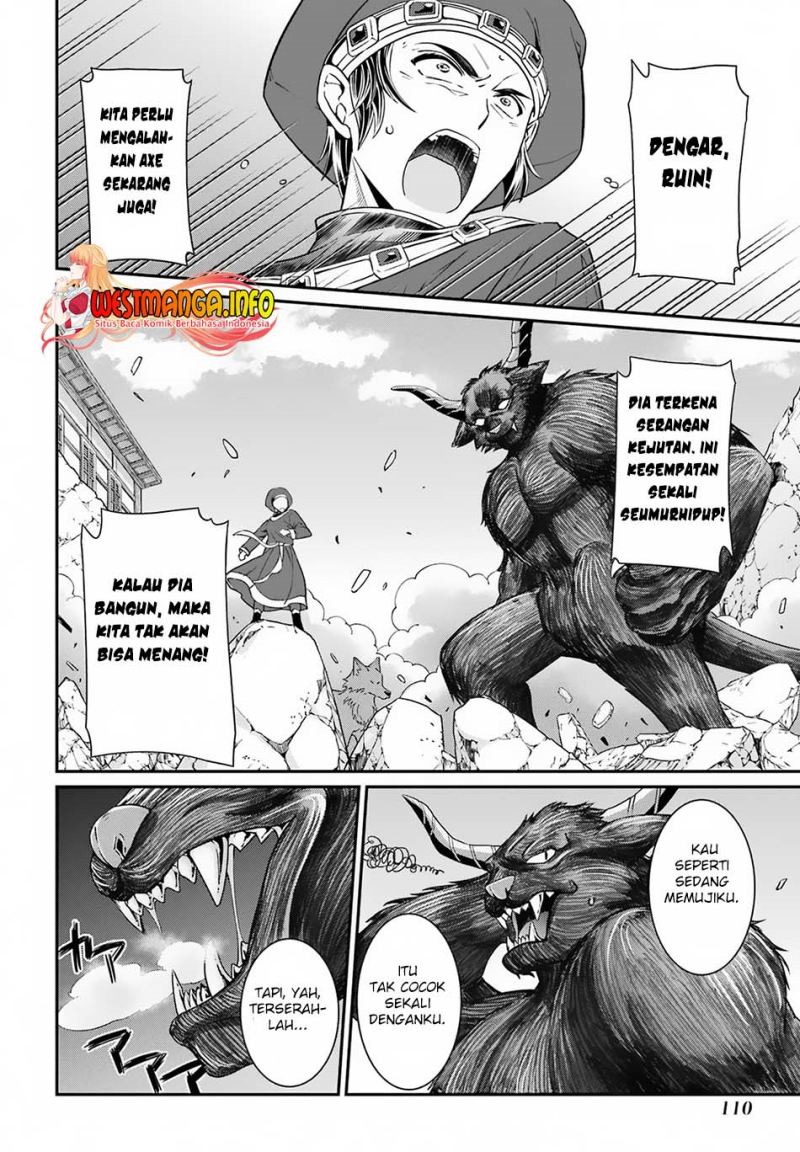 DENGAR,
RUIN!
KITA PERLU
MENGALAH-
KAN AXE
SEKARANG
JUGA!
WESTMANGA.INFO
Situs Baca Komik Berbahasa Indonesia
DIA TERKENA
SERANGAN
KEJUTAN. INI
KESEMPATAN
SEKALI
SEUMURHIDUP!
KALAU DIA
BANGUN, MAKA
KITA TAK AKAN
BISA MENANG!
KAU
SEPERTI
SEDANG
MEMUJIKU.
ITU
TAK COCOK
SEKALI
DENGANKU.
TAPI, YAH,
TERSERAH-
LAH...
110